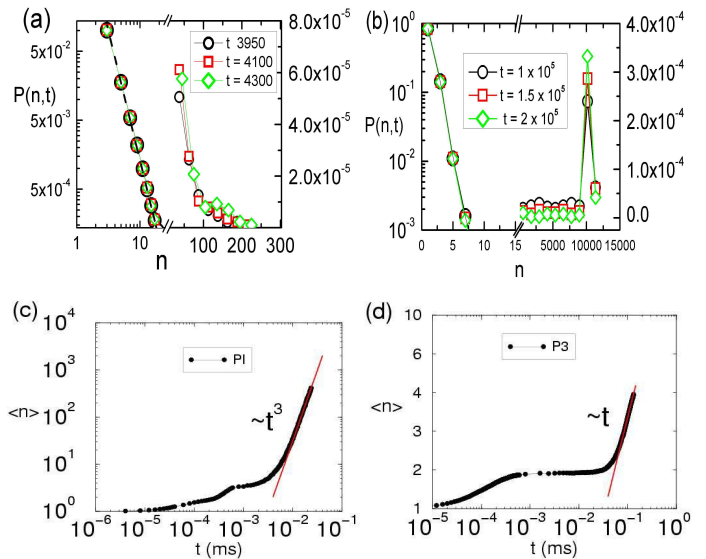 (a)
5x10⁻²
5x10⁻³
5x10⁻⁴
P(n,t)
t 3950
t = 4100
t = 4300
8.0x10⁻⁵
6.0x10⁻⁵
4.0x10⁻⁵
2.0x10⁻⁵
0.0
1 10 100 200 300
n
(b)
10⁰
10⁻¹
10⁻²
10⁻³
P(n,t)
t = 1 x 10⁵
t = 1.5 x 10⁵
t = 2 x 10⁵
4.0x10⁻⁴
3.0x10⁻⁴
2.0x10⁻⁴
1.0x10⁻⁴
0.0
0 5 10 15 5000 10000 15000
n
(c)
10⁴
10³
10²
10¹
10⁰
<n>
PI
~t³
10⁻⁶ 10⁻⁵ 10⁻⁴ 10⁻³ 10⁻² 10⁻¹
t (ms)
(d)
10
4
3
2
1
<n>
P3
~t
10⁻⁵ 10⁻⁴ 10⁻³ 10⁻² 10⁻¹ 10⁰
t (ms)